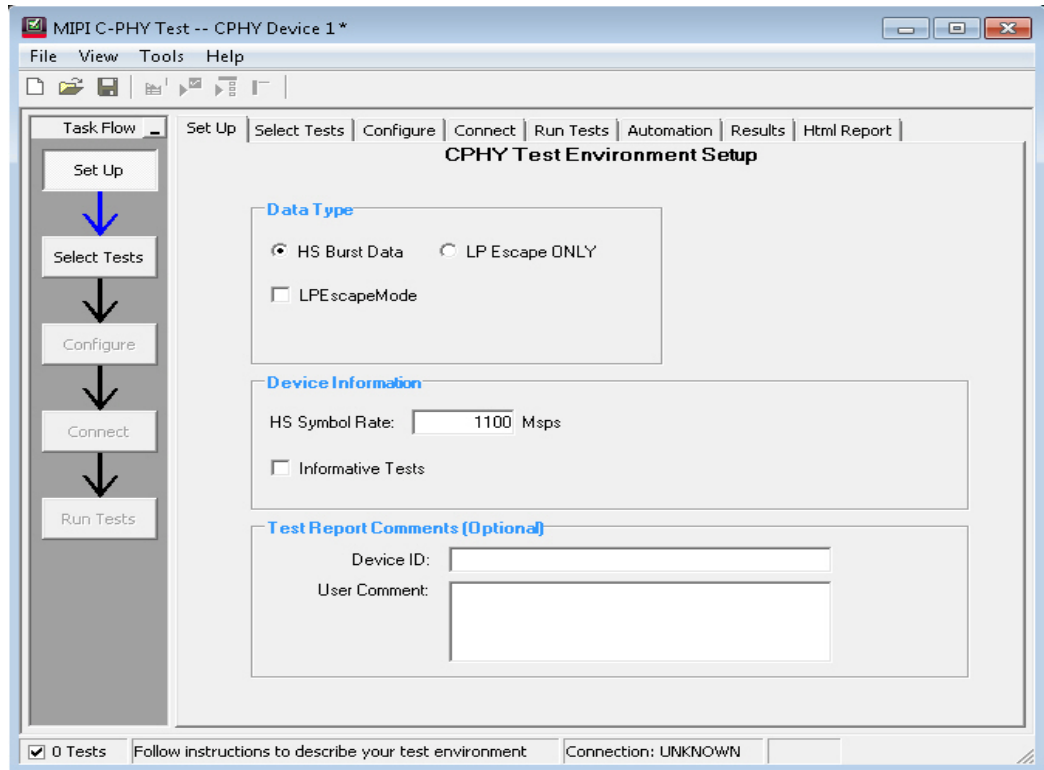 MIPI C-PHY Test -- CPHY Device 1 *
File View Tools Help
Task Flow
Set Up
Select Tests
Configure
Connect
Run Tests
Set Up Select Tests Configure Connect Run Tests Automation Results Html Report
CPHY Test Environment Setup
Data Type
HS Burst Data LP Escape ONLY
LPEscapeMode
Device Information
HS Symbol Rate: 1100 Msps
Informative Tests
Test Report Comments (Optional)
Device ID:
User Comment:
0 Tests Follow instructions to describe your test environment Connection: UNKNOWN